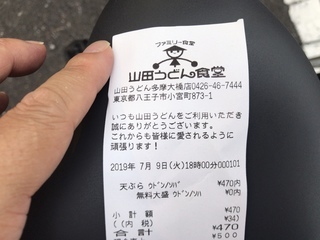 ファミリー食堂
山田うどん食堂
山田うどん多摩大橋店0426-46-7444
東京都八王子市小宮町873-1
いつも山田うどんをご利用いただき
誠にありがとうございます。
これからも皆様に愛されるように
頑張ります！
2019年 7月 9日(火)18時00分000101
天ぷら ｳﾄﾞﾝﾉﾝﾊﾞ ¥470内
無料大盛 ｳﾄﾞﾝﾉﾝﾊ ¥0内
小 計 額 ¥470
(( 内 税) ¥34)
合 計 ¥470
¥500